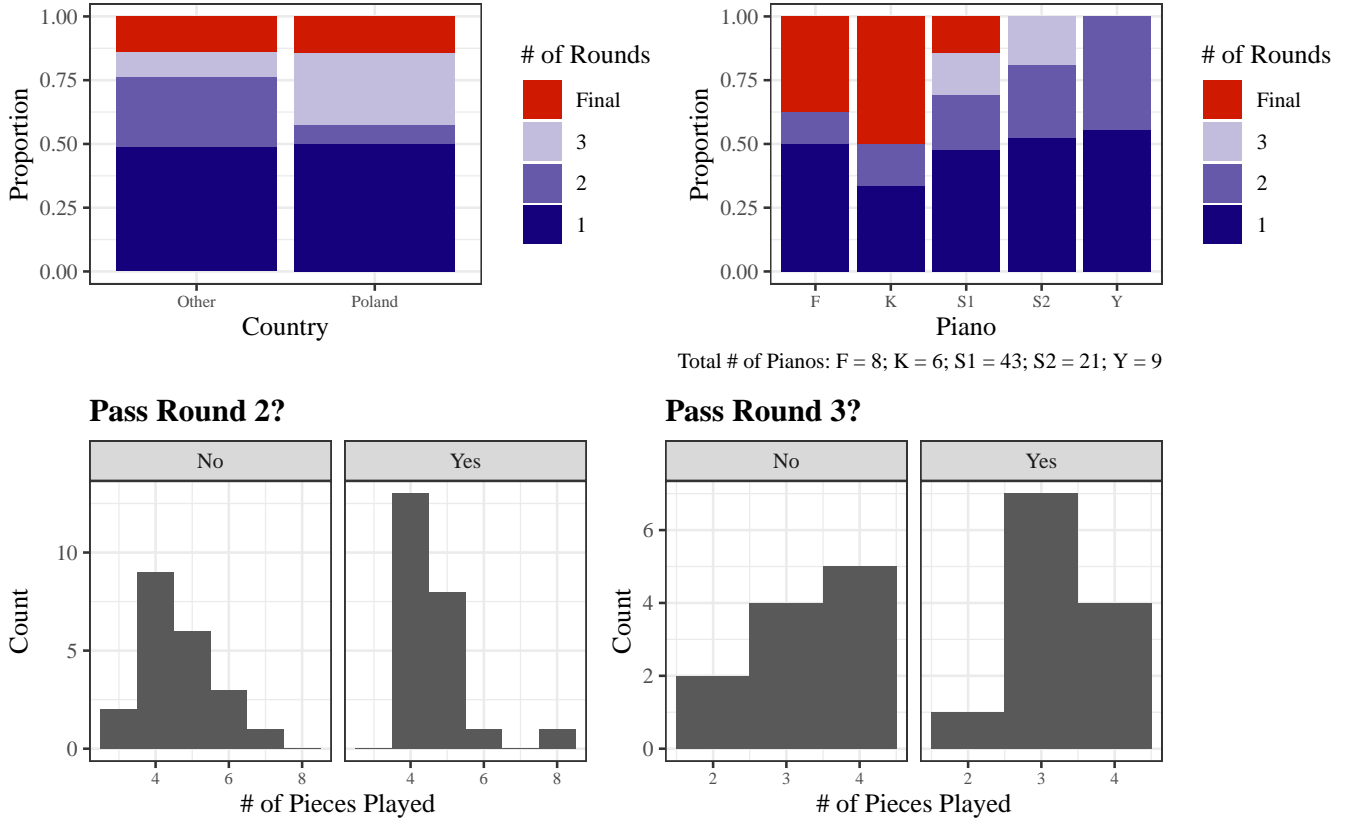 1.00
0.75
0.50
0.25
0.00
Proportion
Other Poland
Country
# of Rounds
Final
3
2
1
1.00
0.75
0.50
0.25
0.00
Proportion
F K S1 S2 Y
Piano
# of Rounds
Final
3
2
1
Total # of Pianos: F = 8; K = 6; S1 = 43; S2 = 21; Y = 9
Pass Round 2?
No Yes
10
5
0
Count
4 6 8 4 6 8
# of Pieces Played
Pass Round 3?
No Yes
6
4
2
0
Count
2 3 4 2 3 4
# of Pieces Played